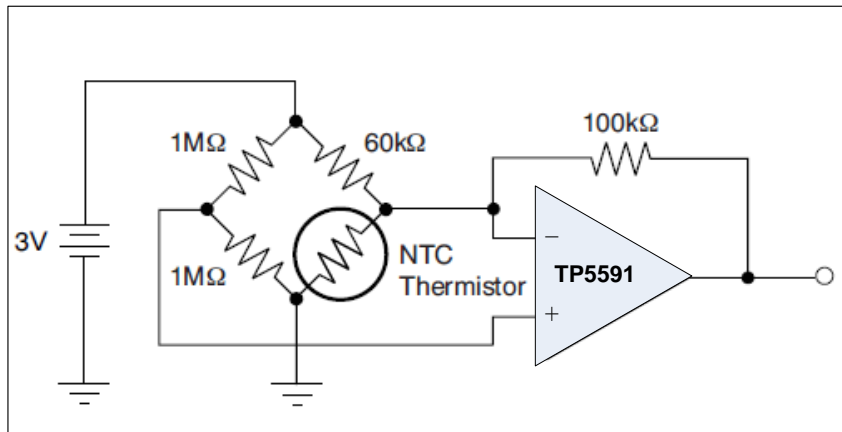 1MΩ
60kΩ
100kΩ
3V
1MΩ
NTC
Thermistor
−
TP5591
+